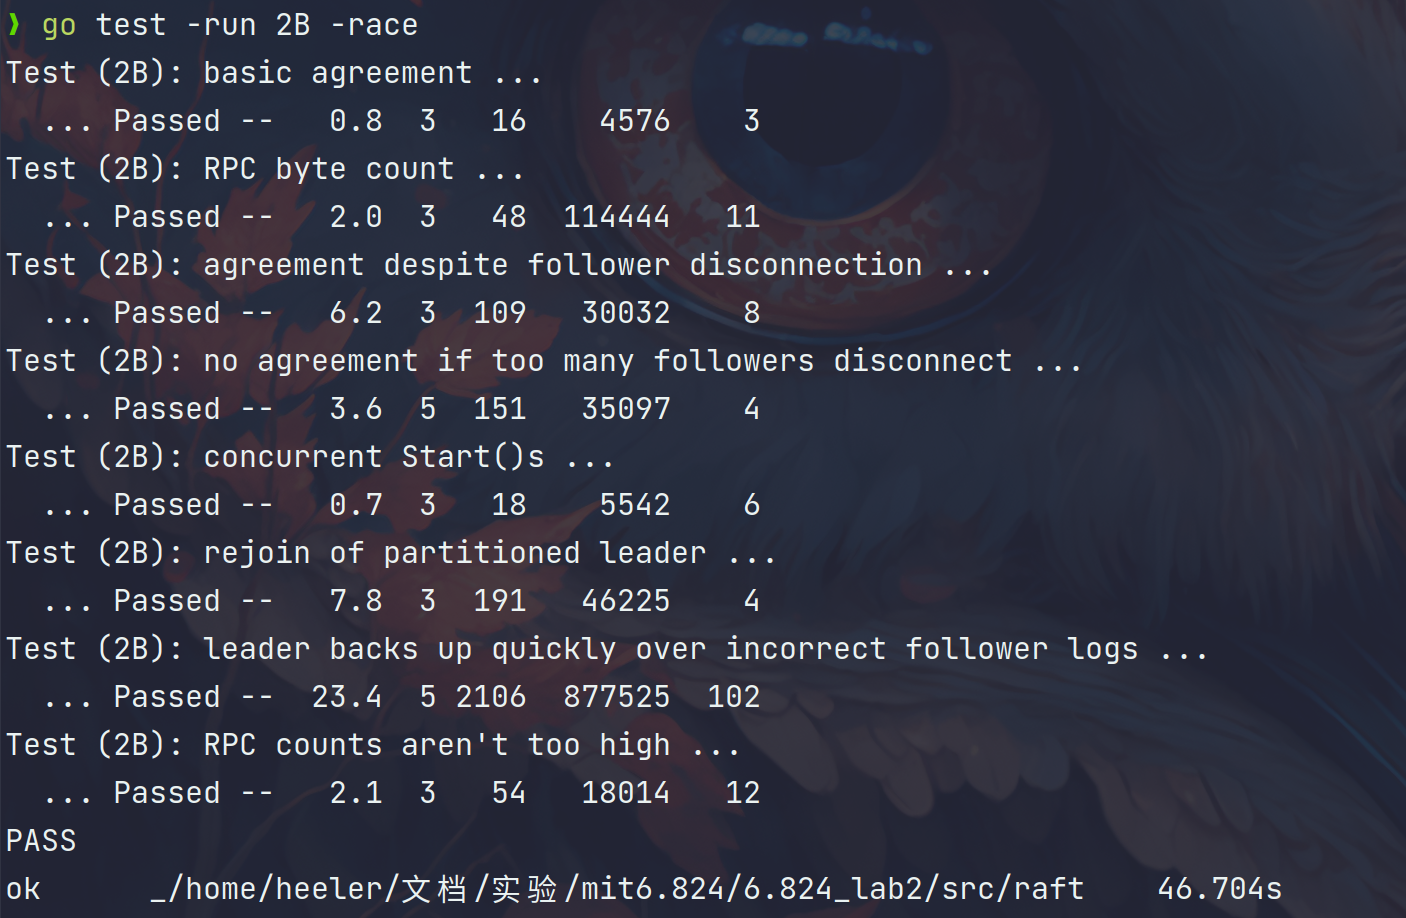 ❱ go test -run 2B -race
Test (2B): basic agreement ...
  ... Passed --   0.8  3   16    4576    3
Test (2B): RPC byte count ...
  ... Passed --   2.0  3   48  114444   11
Test (2B): agreement despite follower disconnection ...
  ... Passed --   6.2  3  109   30032    8
Test (2B): no agreement if too many followers disconnect ...
  ... Passed --   3.6  5  151   35097    4
Test (2B): concurrent Start()s ...
  ... Passed --   0.7  3   18    5542    6
Test (2B): rejoin of partitioned leader ...
  ... Passed --   7.8  3  191   46225    4
Test (2B): leader backs up quickly over incorrect follower logs ...
  ... Passed --  23.4  5 2106  877525  102
Test (2B): RPC counts aren't too high ...
  ... Passed --   2.1  3   54   18014   12
PASS
ok      _/home/heeler/文档/实验/mit6.824/6.824_lab2/src/raft    46.704s